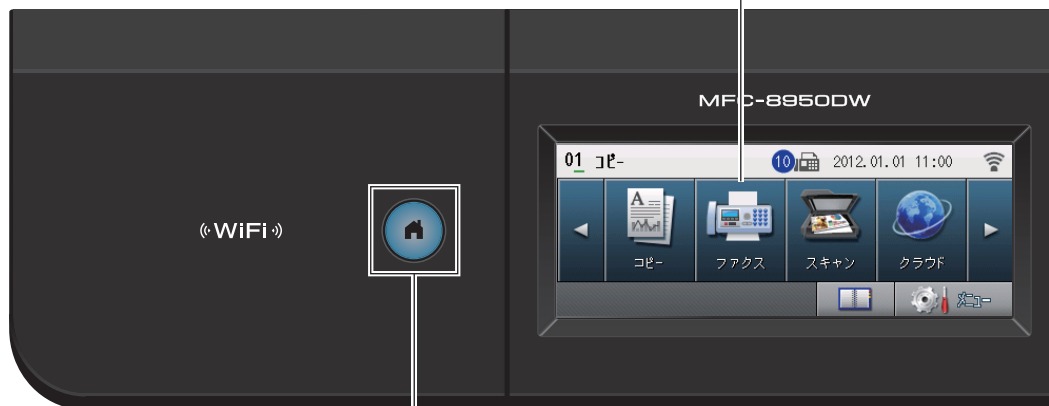 MFC-8950DW
01 コピー
10
2012.01.01 11:00
WiFi
コピー
ファクス
スキャン
クラウド
メニュー